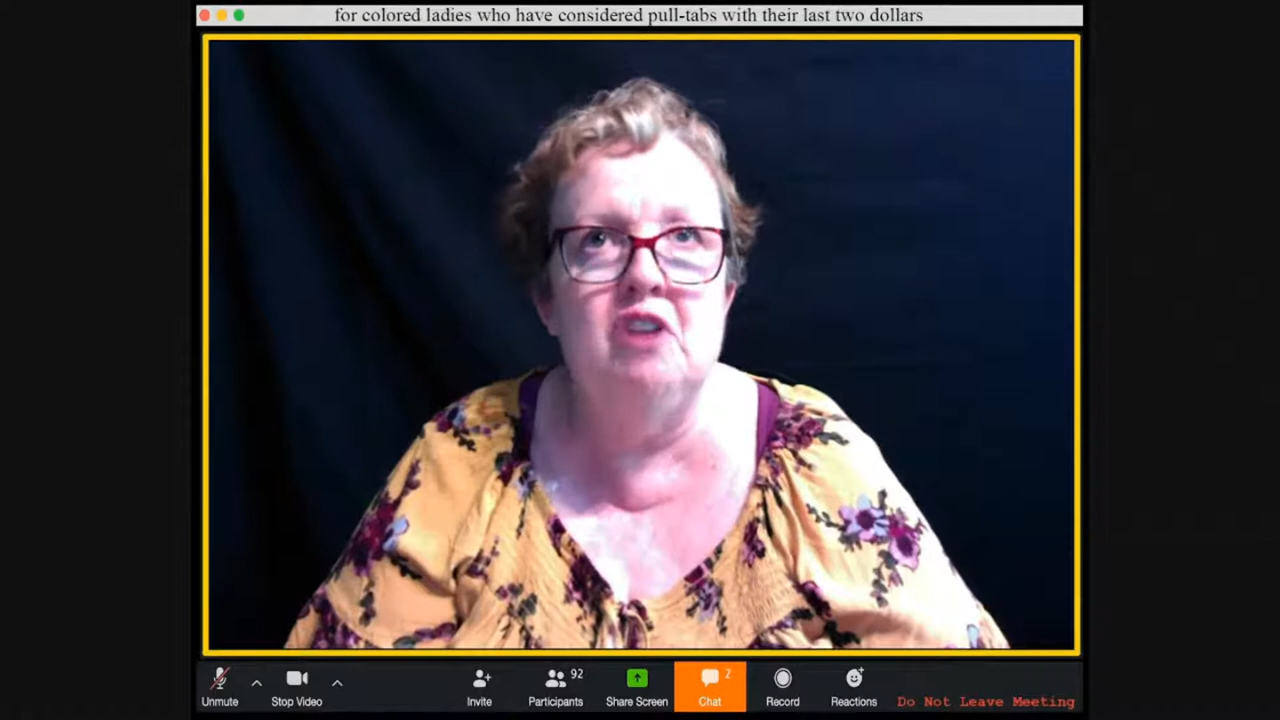 for colored ladies who have considered pull-tabs with their last two dollars
92
2
Unmute
Stop Video
Invite
Participants
Share Screen
Chat
Record
Reactions
Do Not Leave Meeting